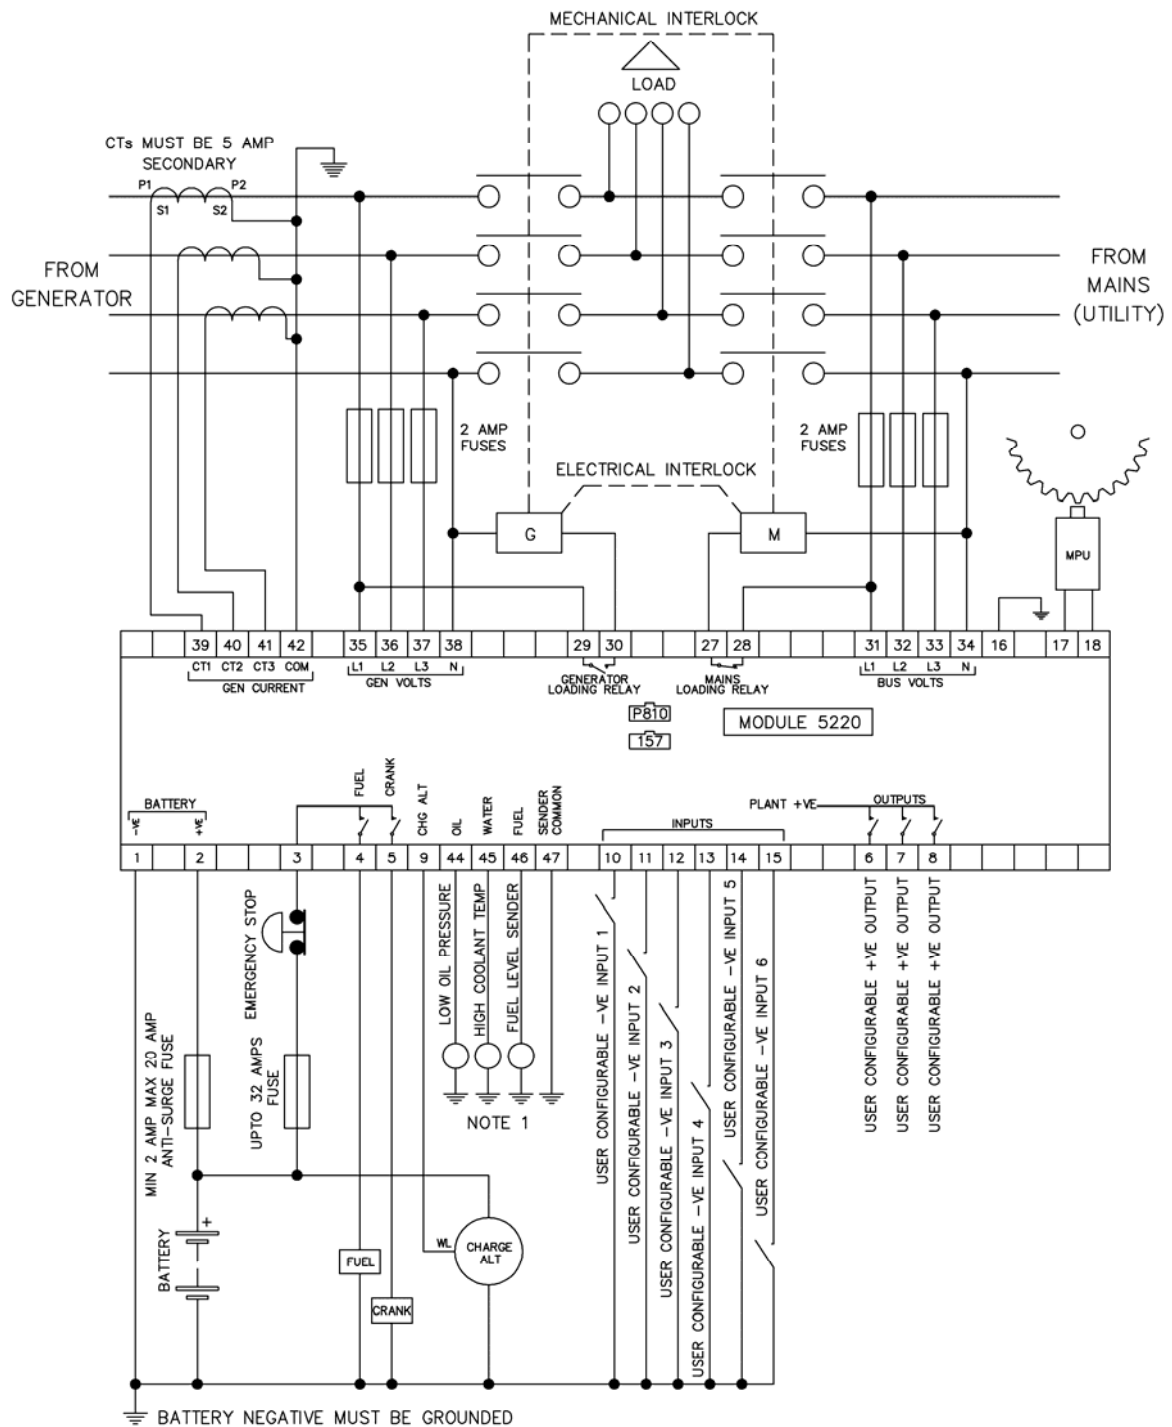 MECHANICAL INTERLOCK
LOAD
CTs MUST BE 5 AMP
SECONDARY
P1
P2
S1
S2
FROM
GENERATOR
FROM
MAINS
(UTILITY)
2 AMP
FUSES
2 AMP
FUSES
ELECTRICAL INTERLOCK
G
M
MPU
39
40
41
42
35
36
37
38
29
30
27
28
31
32
33
34
16
17
18
CT1
CT2
CT3
COM
GEN CURRENT
L1
L2
L3
N
GEN VOLTS
GENERATOR
LOADING RELAY
MAINS
LOADING RELAY
L1
L2
L3
N
BUS VOLTS
P810
157
MODULE 5220
BATTERY
-VE
+VE
FUEL
CRANK
CHG ALT
OIL
WATER
FUEL
SENDER
COMMON
INPUTS
PLANT +VE
OUTPUTS
1
2
3
4
5
9
44
45
46
47
10
11
12
13
14
15
6
7
8
EMERGENCY STOP
LOW OIL PRESSURE
HIGH COOLANT TEMP
FUEL LEVEL SENDER
NOTE 1
USER CONFIGURABLE -VE INPUT 1
USER CONFIGURABLE -VE INPUT 2
USER CONFIGURABLE -VE INPUT 3
USER CONFIGURABLE -VE INPUT 4
USER CONFIGURABLE -VE INPUT 5
USER CONFIGURABLE -VE INPUT 6
USER CONFIGURABLE +VE OUTPUT
USER CONFIGURABLE +VE OUTPUT
USER CONFIGURABLE +VE OUTPUT
MIN 2 AMP MAX 20 AMP
ANTI-SURGE FUSE
UPTO 32 AMPS
FUSE
BATTERY
+
FUEL
CRANK
WL
CHARGE
ALT
BATTERY NEGATIVE MUST BE GROUNDED